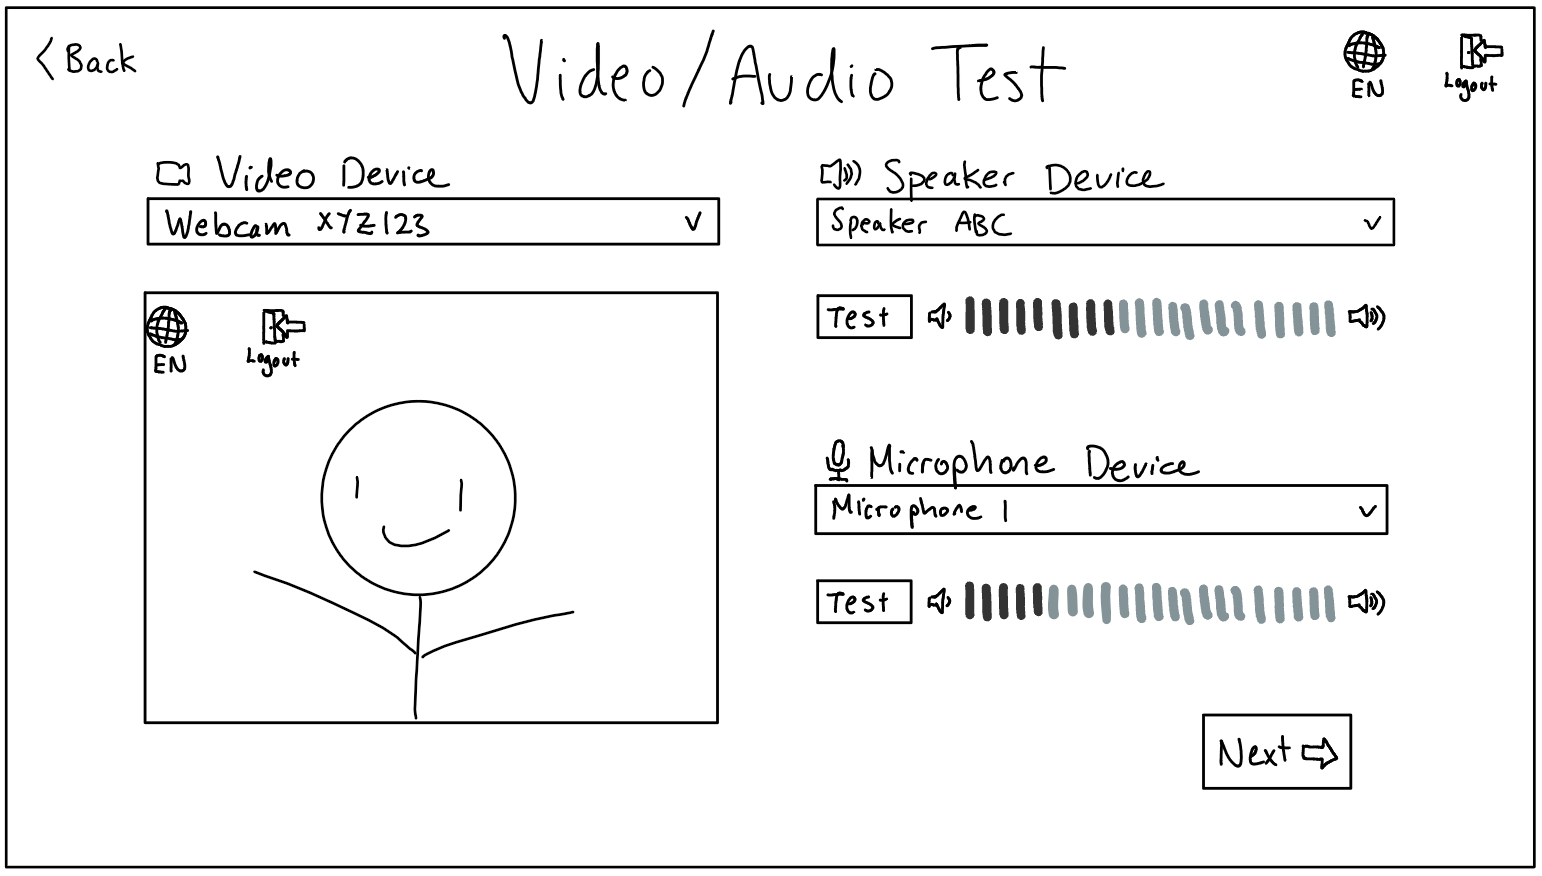 Back
Video/Audio Test
EN
Logout
Video Device
Webcam XYZ123
EN
Logout
Speaker Device
Speaker ABC
Test
Microphone Device
Microphone 1
Test
Next